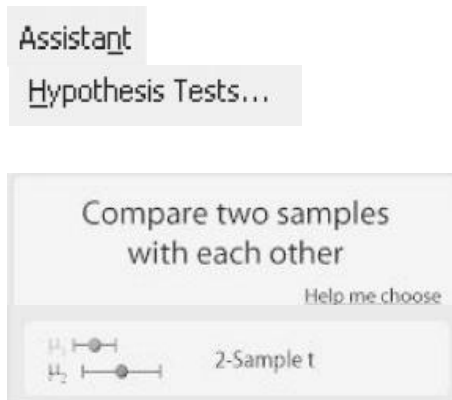 Assistant
Hypothesis Tests...
Compare two samples
with each other
Help me choose
μ₁
μ₂ 2-Sample t